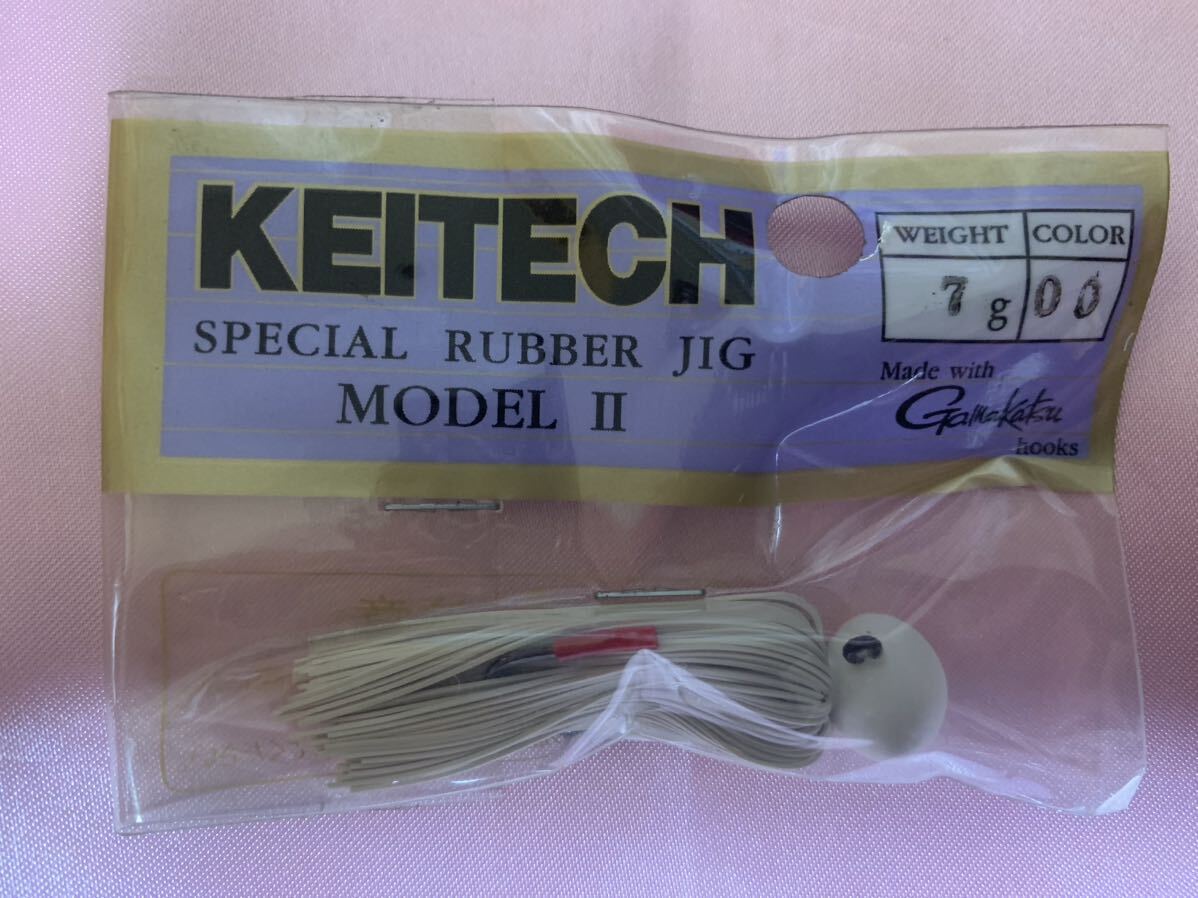 KEITECH
SPECIAL RUBBER JIG
MODEL II
WEIGHT COLOR
7 g 00
Made with
Gamakatsu
hooks